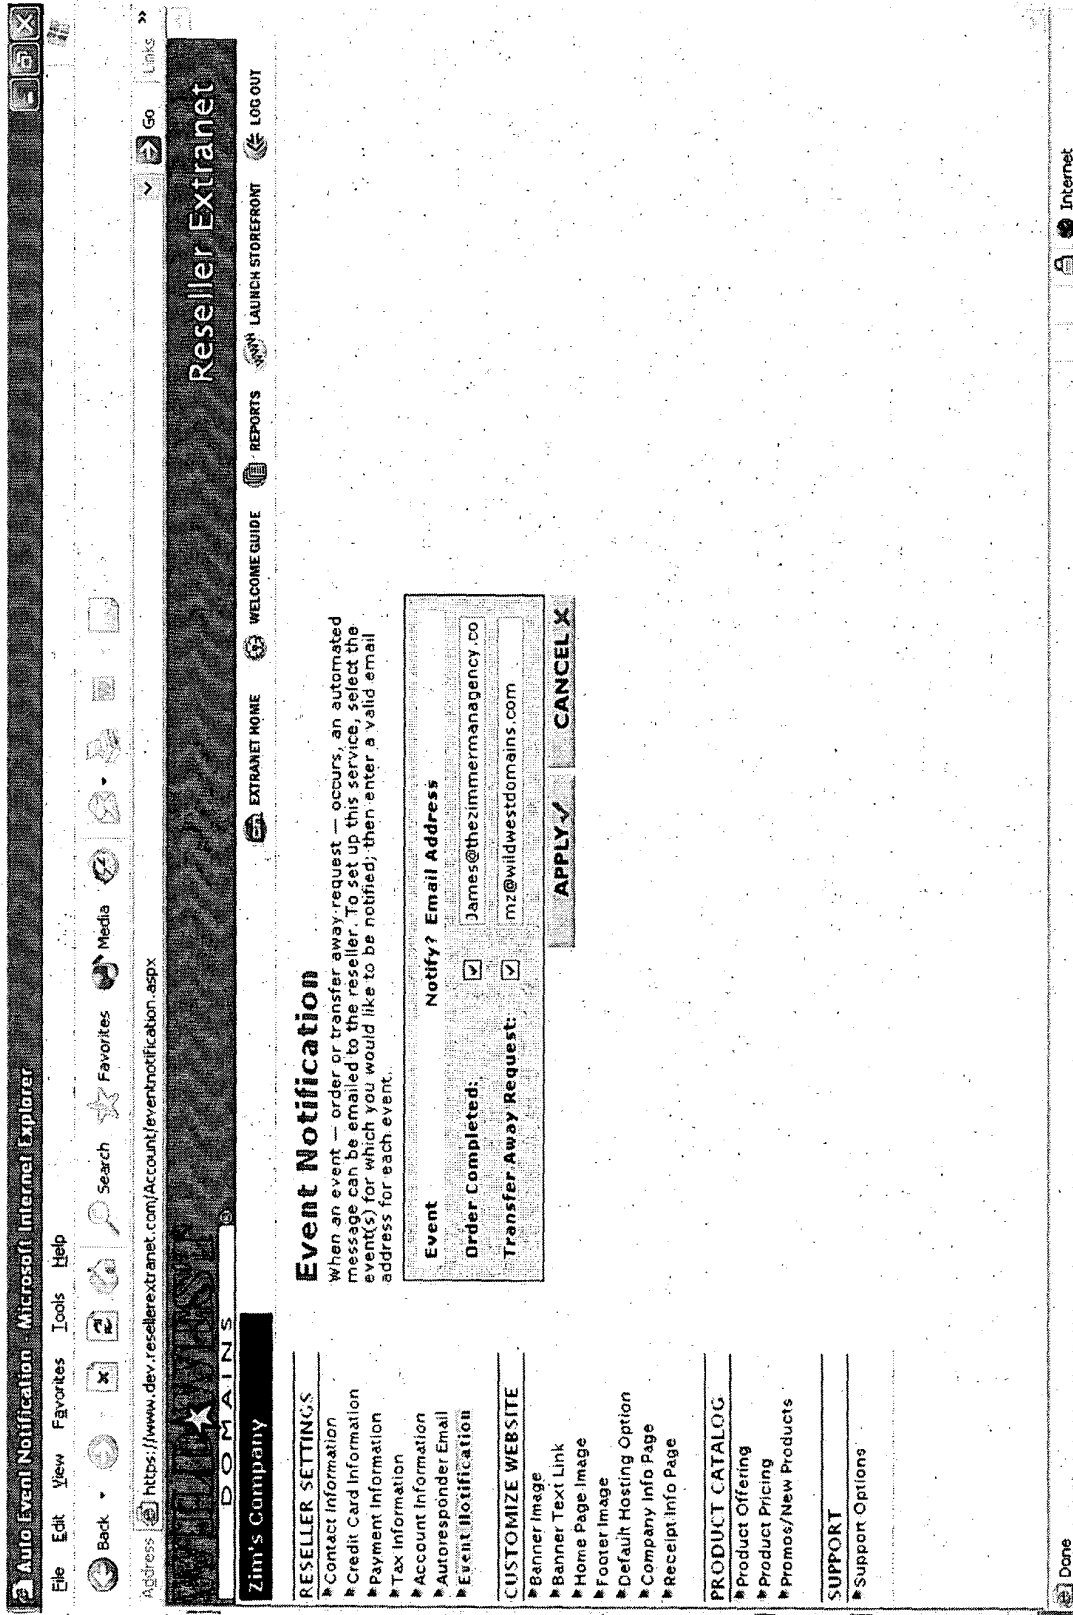 Auto Event Notification - Microsoft Internet Explorer
File Edit View Favorites Tools Help
Back Search Favorites Media
Address https://www.dev.resellerextranet.com/Account/eventnotification.aspx Go Links »
WILD WEST
DOMAINS ®
Reseller Extranet
Zim's Company
EXTRANET HOME WELCOME GUIDE REPORTS WWW LAUNCH STOREFRONT LOG OUT
RESELLER SETTINGS
Contact Information
Credit Card Information
Payment Information
Tax Information
Account Information
Autoresponder Email
Event Notification
CUSTOMIZE WEBSITE
Banner Image
Banner Text Link
Home Page Image
Footer Image
Default Hosting Option
Company Info Page
Receipt Info Page
PRODUCT CATALOG
Product Offering
Product Pricing
Promos/New Products
SUPPORT
Support Options
Event Notification
When an event — order or transfer away request — occurs, an automated
message can be emailed to the reseller. To set up this service, select the
event(s) for which you would like to be notified; then enter a valid email
address for each event.
Event Notify? Email Address
Order Completed: James@thezimmermanagency.co
Transfer Away Request: mz@wildwestdomains.com
APPLY CANCEL X
Done Internet